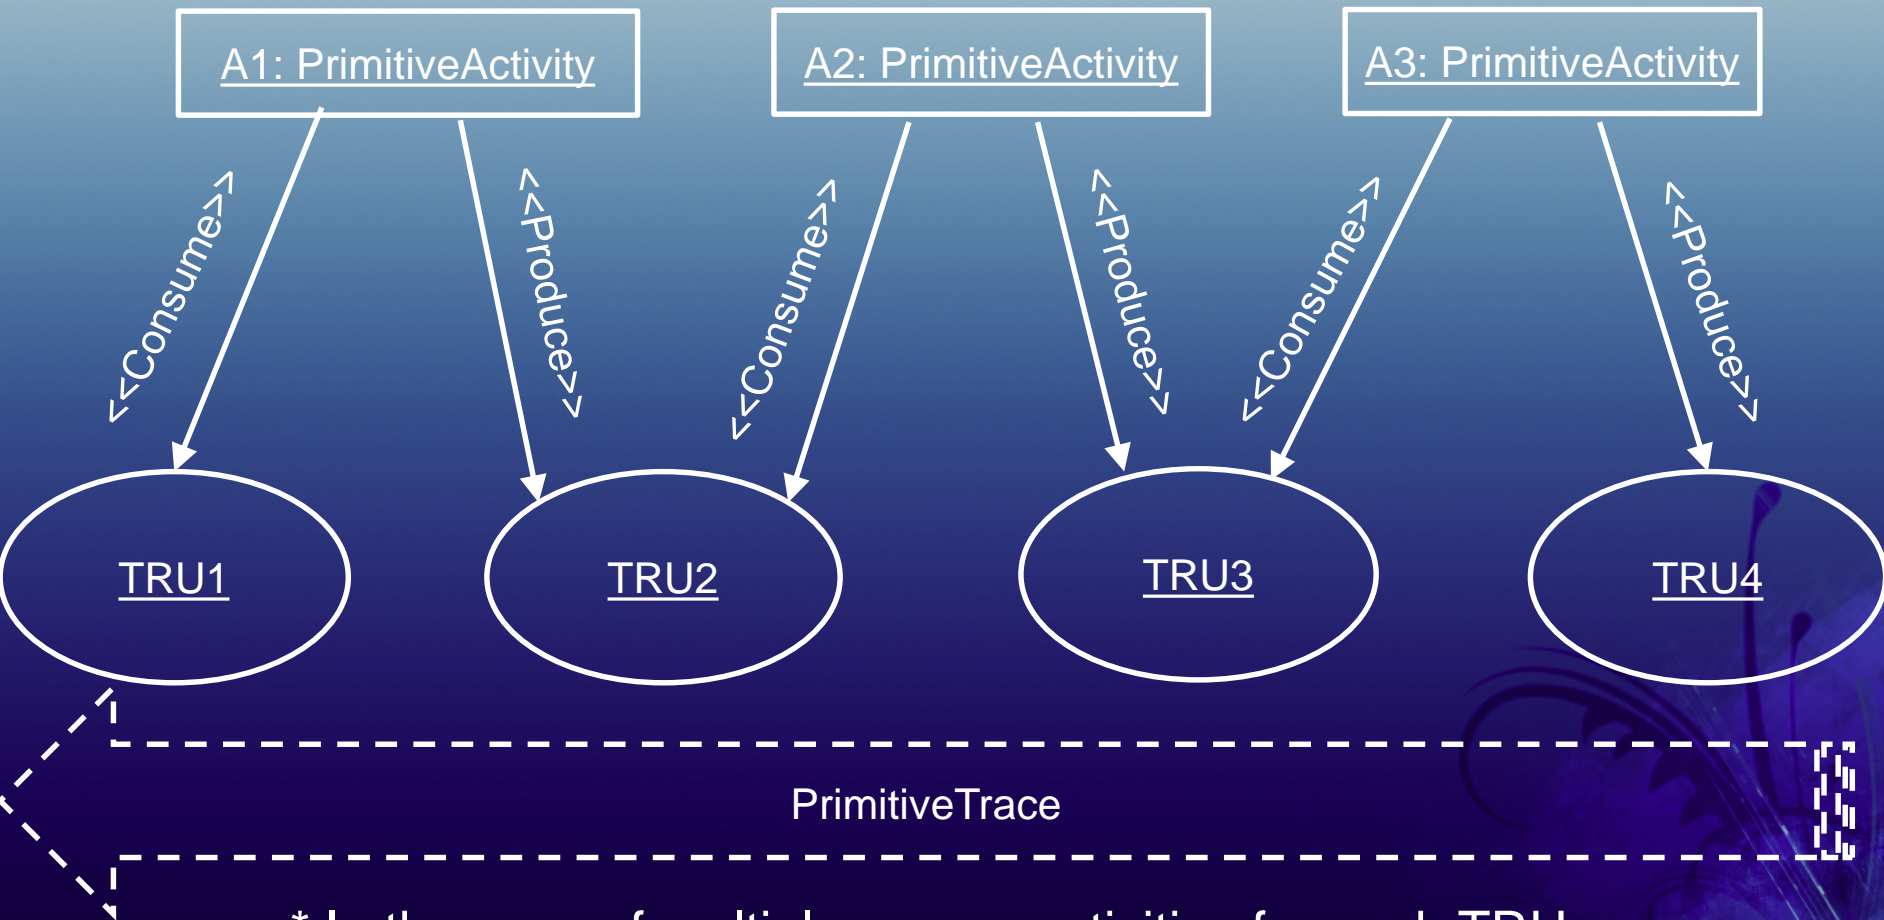 A1: PrimitiveActivity
A2: PrimitiveActivity
A3: PrimitiveActivity
<<Consume>>
<<Produce>>
<<Consume>>
<<Produce>>
<<Consume>>
<<Produce>>
TRU1
TRU2
TRU3
TRU4
PrimitiveTrace